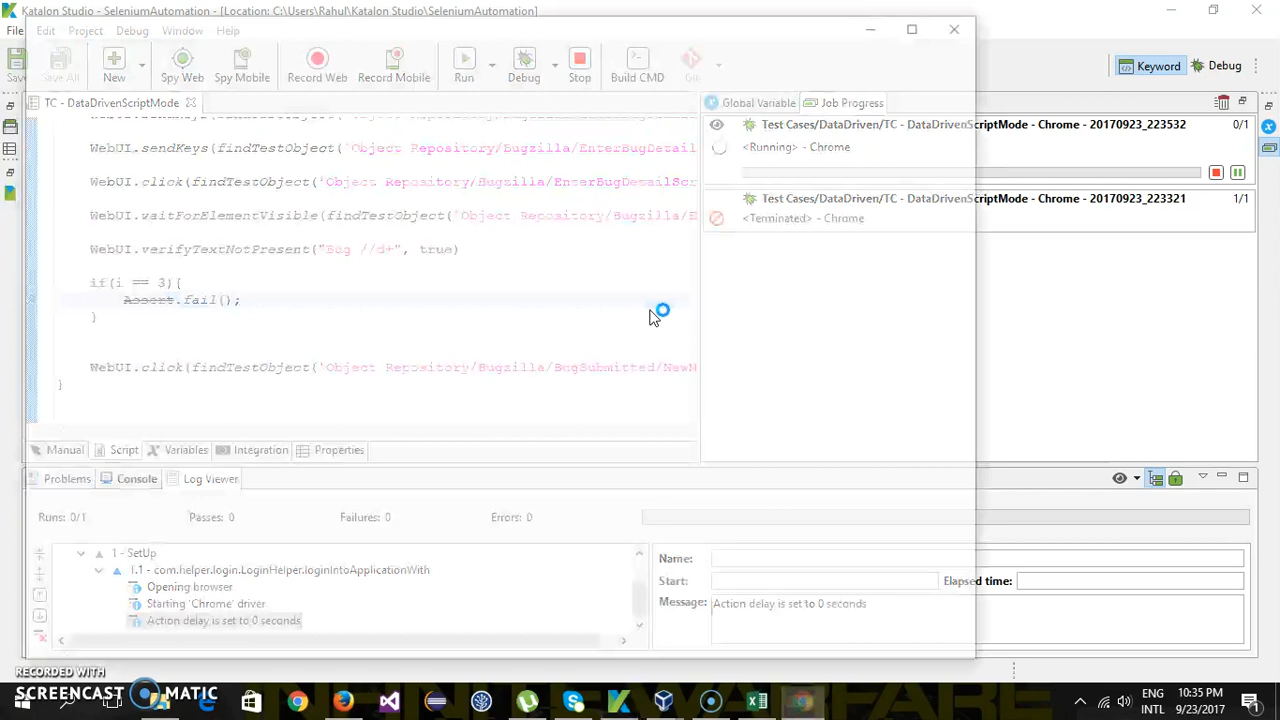 Katalon Studio - SeleniumAutomation - [Location: C:\Users\Rahul\Katalon Studio\SeleniumAutomation]
File Edit Project Debug Window Help
Save Save All New Spy Web Spy Mobile Record Web Record Mobile Run Debug Stop Build CMD Git Keyword Debug
TC - DataDrivenScriptMode
Global Variable Job Progress
WebUI.sendKeys(findTestObject('Object Repository/Bugzilla/EnterBugDetail
WebUI.click(findTestObject('Object Repository/Bugzilla/EnterBugDetailScr
WebUI.waitForElementVisible(findTestObject('Object Repository/Bugzilla/E
WebUI.verifyTextNotPresent("Bug //d+", true)
if(i == 3){
Assert.fail();
}
WebUI.click(findTestObject('Object Repository/Bugzilla/BugSubmitted/NewM
}
Test Cases/DataDriven/TC - DataDrivenScriptMode - Chrome - 20170923_223532 0/1
<Running> - Chrome
Test Cases/DataDriven/TC - DataDrivenScriptMode - Chrome - 20170923_223321 1/1
<Terminated> - Chrome
Manual Script Variables Integration Properties
Problems Console Log Viewer
Runs: 0/1 Passes: 0 Failures: 0 Errors: 0
1 - SetUp
1.1 - com.helper.login.LoginHelper.loginIntoApplicationWith
Opening browser
Starting 'Chrome' driver
Action delay is set to 0 seconds
Name:
Start: Elapsed time:
Message: Action delay is set to 0 seconds
RECORDED WITH
SCREENCAST MATIC
ENG
INTL
10:35 PM
9/23/2017
1